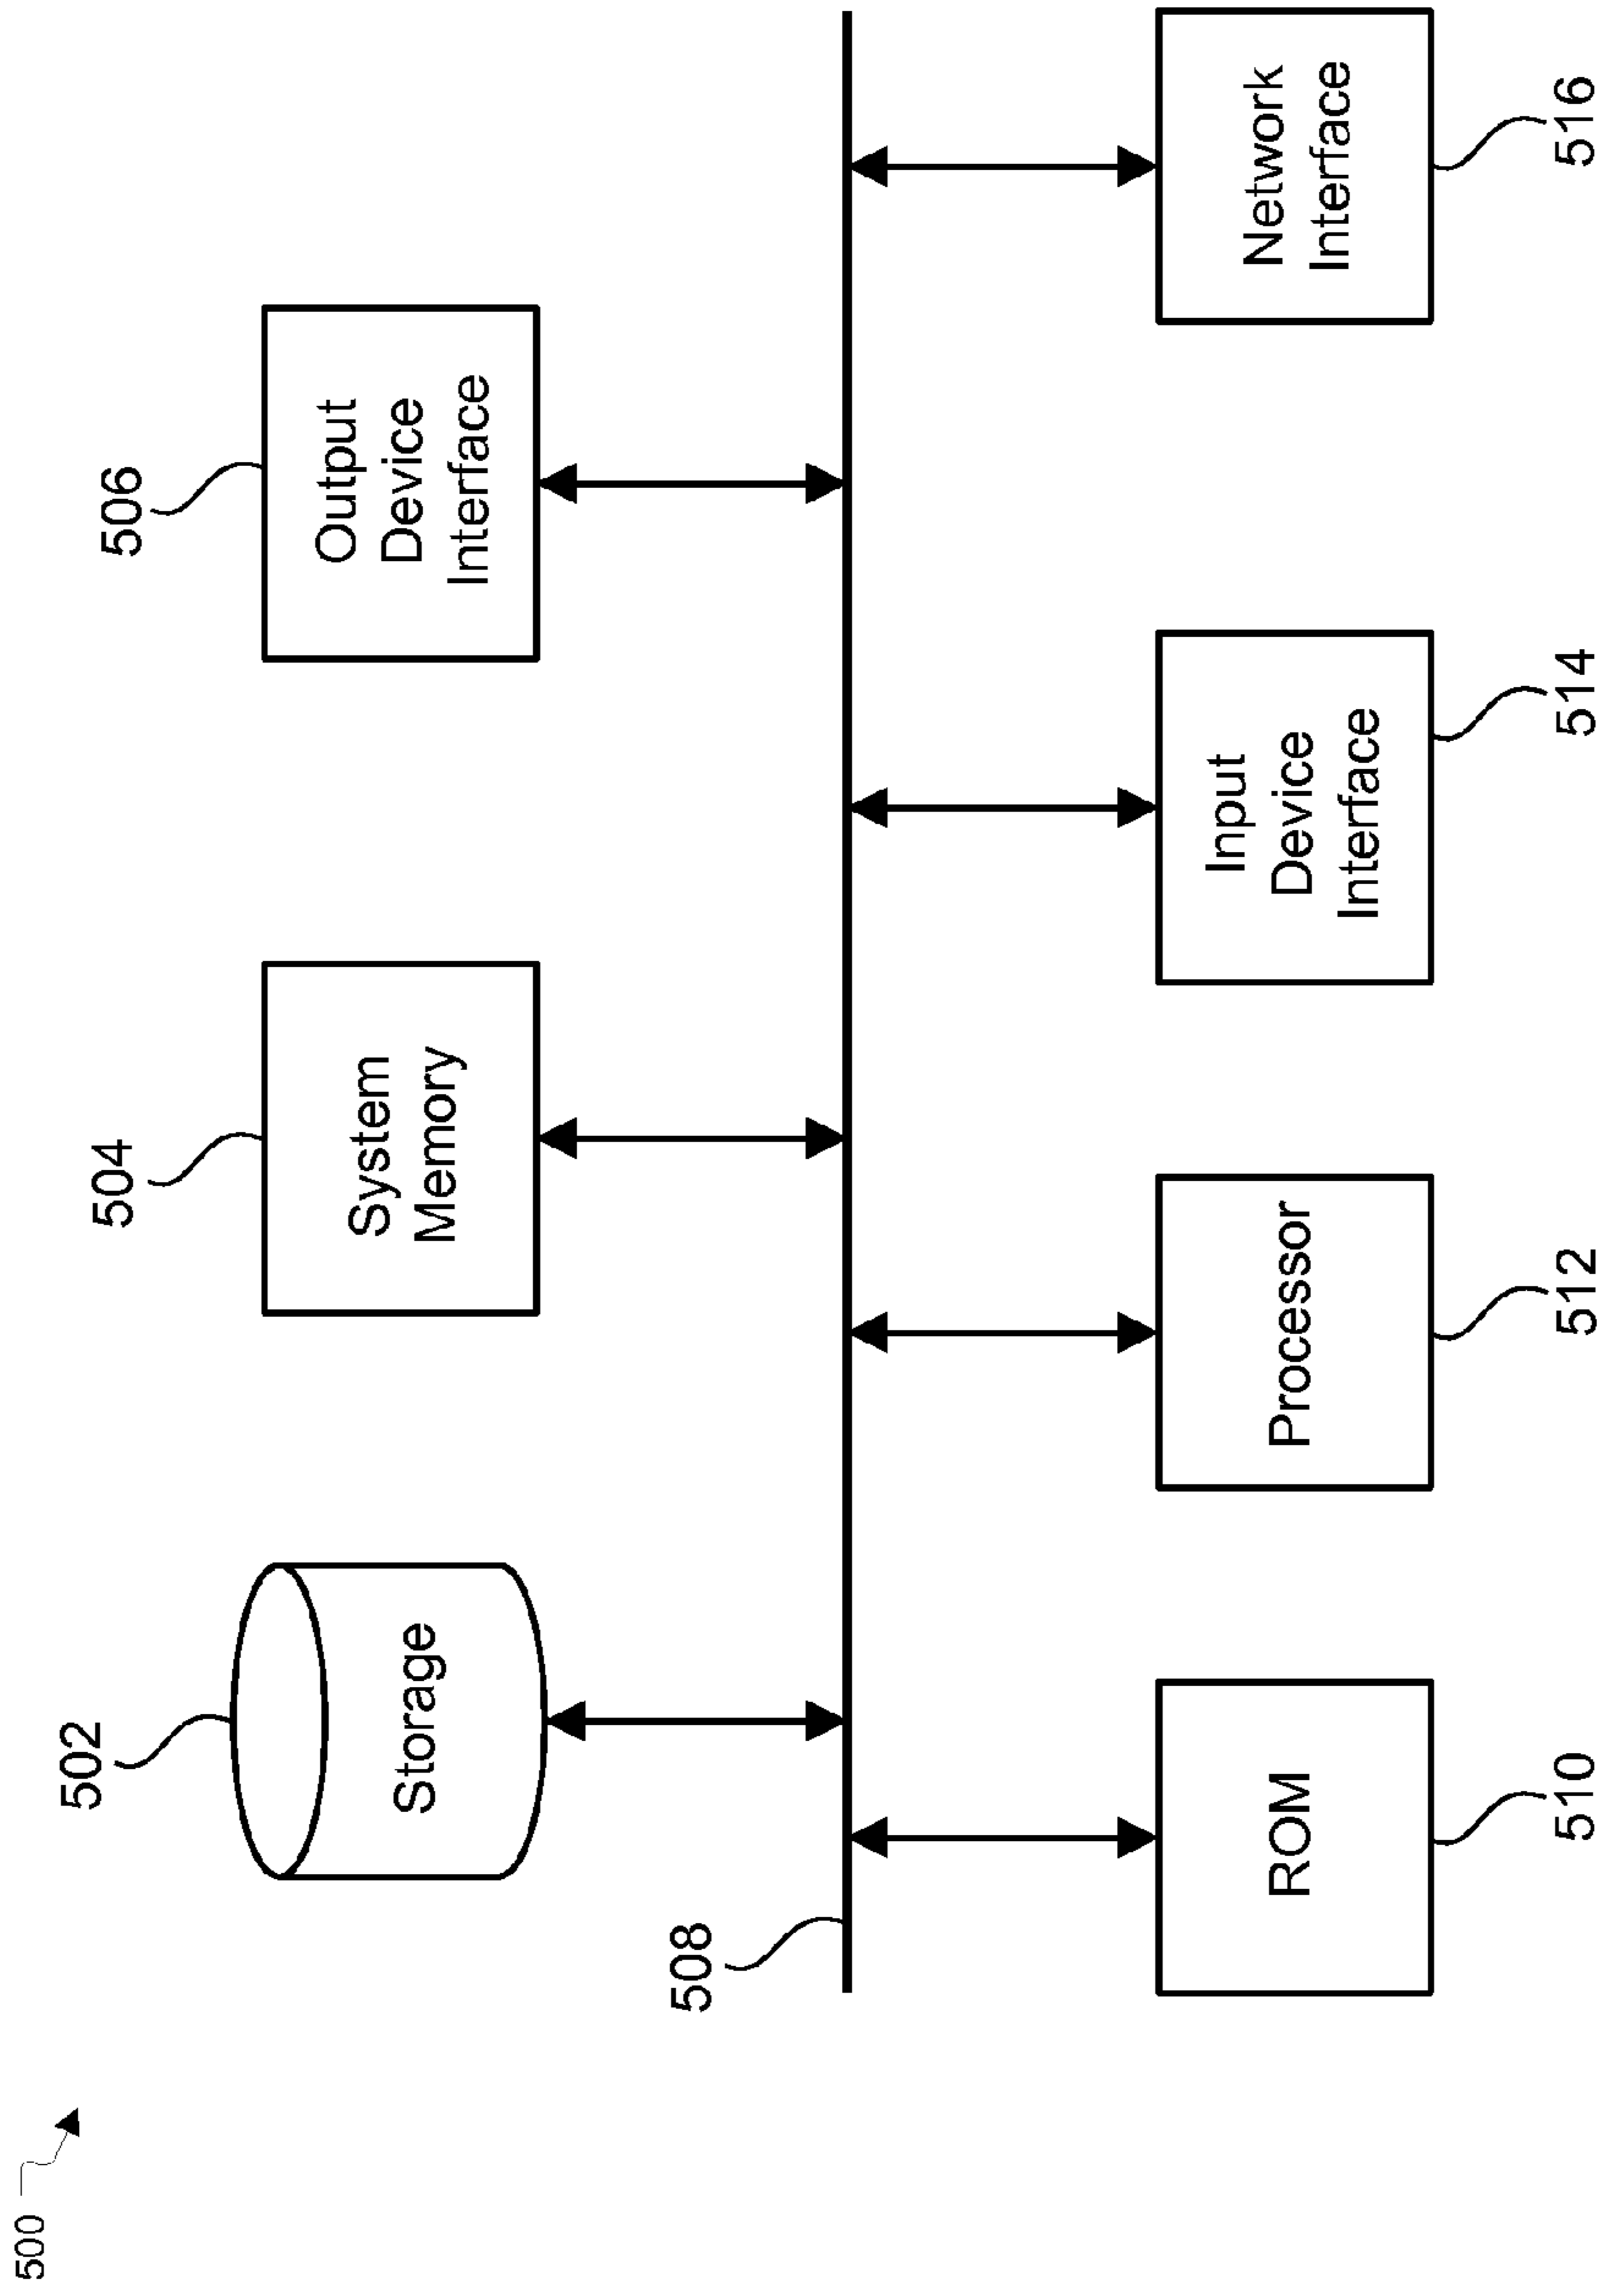 500
502
Storage
504
System
Memory
506
Output
Device
Interface
508
ROM
510
Processor
512
Input
Device
Interface
514
Network
Interface
516